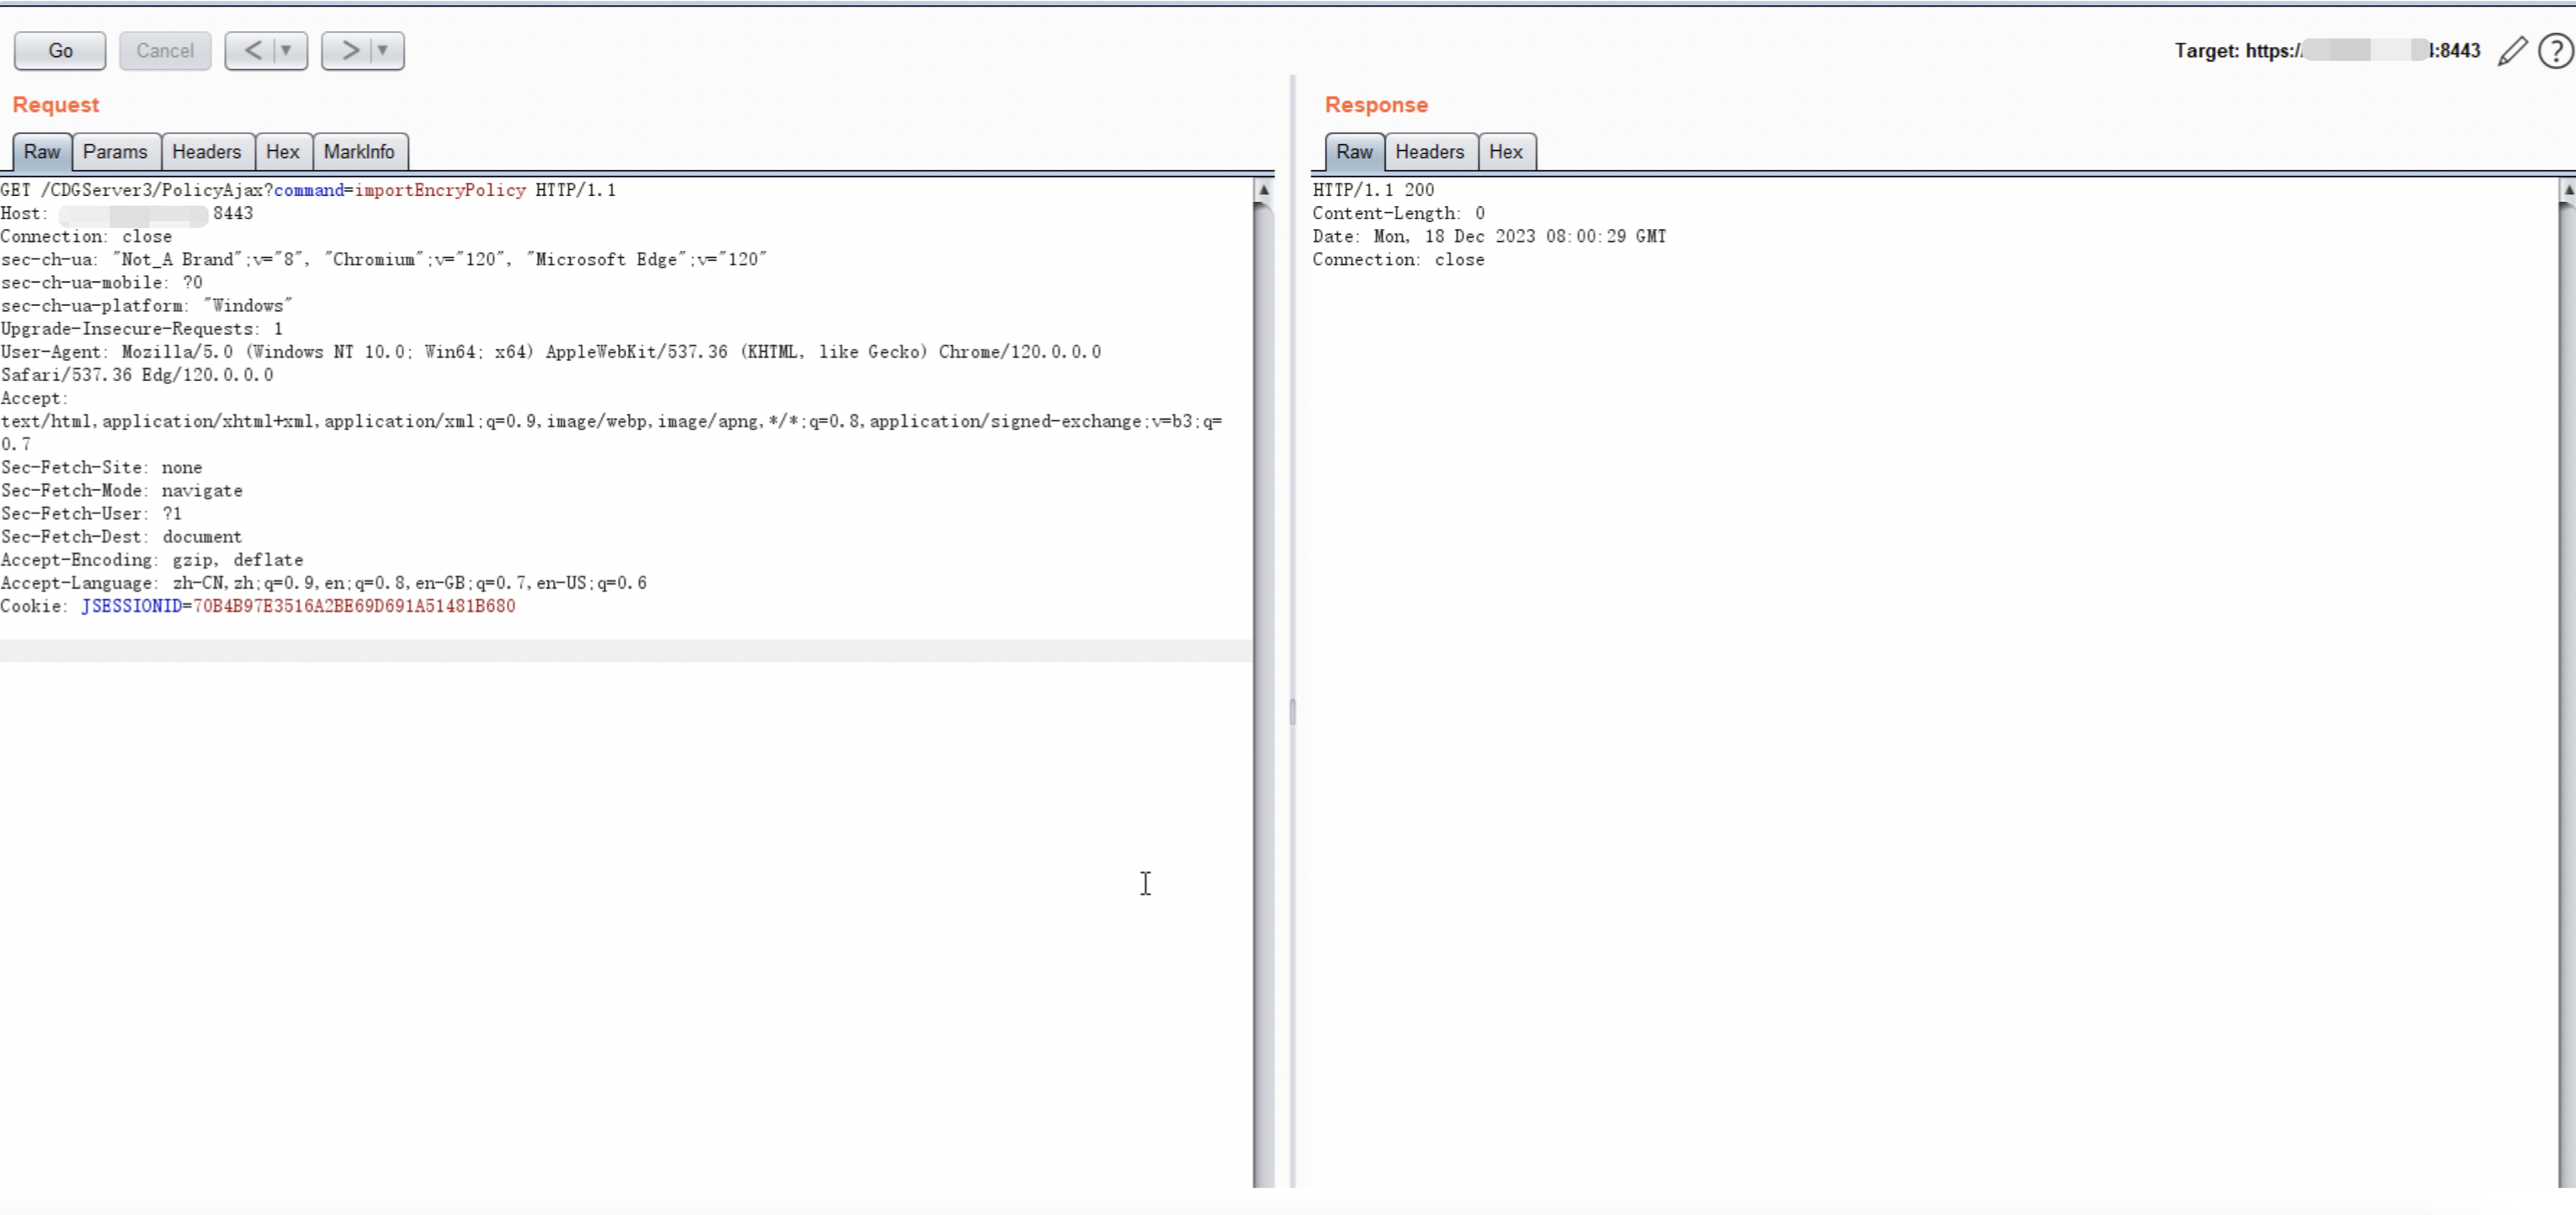 Go Cancel < > Target: https:// :8443 ?
Request
Raw Params Headers Hex MarkInfo
GET /CDGServer3/PolicyAjax?command=importEncryPolicy HTTP/1.1
Host: 8443
Connection: close
sec-ch-ua: "Not_A Brand";v="8", "Chromium";v="120", "Microsoft Edge";v="120"
sec-ch-ua-mobile: ?0
sec-ch-ua-platform: "Windows"
Upgrade-Insecure-Requests: 1
User-Agent: Mozilla/5.0 (Windows NT 10.0; Win64; x64) AppleWebKit/537.36 (KHTML, like Gecko) Chrome/120.0.0.0
Safari/537.36 Edg/120.0.0.0
Accept:
text/html,application/xhtml+xml,application/xml;q=0.9,image/webp,image/apng,*/*;q=0.8,application/signed-exchange;v=b3;q=
0.7
Sec-Fetch-Site: none
Sec-Fetch-Mode: navigate
Sec-Fetch-User: ?1
Sec-Fetch-Dest: document
Accept-Encoding: gzip, deflate
Accept-Language: zh-CN,zh;q=0.9,en;q=0.8,en-GB;q=0.7,en-US;q=0.6
Cookie: JSESSIONID=70B4B97E3516A2BE69D691A51481B680
Response
Raw Headers Hex
HTTP/1.1 200
Content-Length: 0
Date: Mon, 18 Dec 2023 08:00:29 GMT
Connection: close